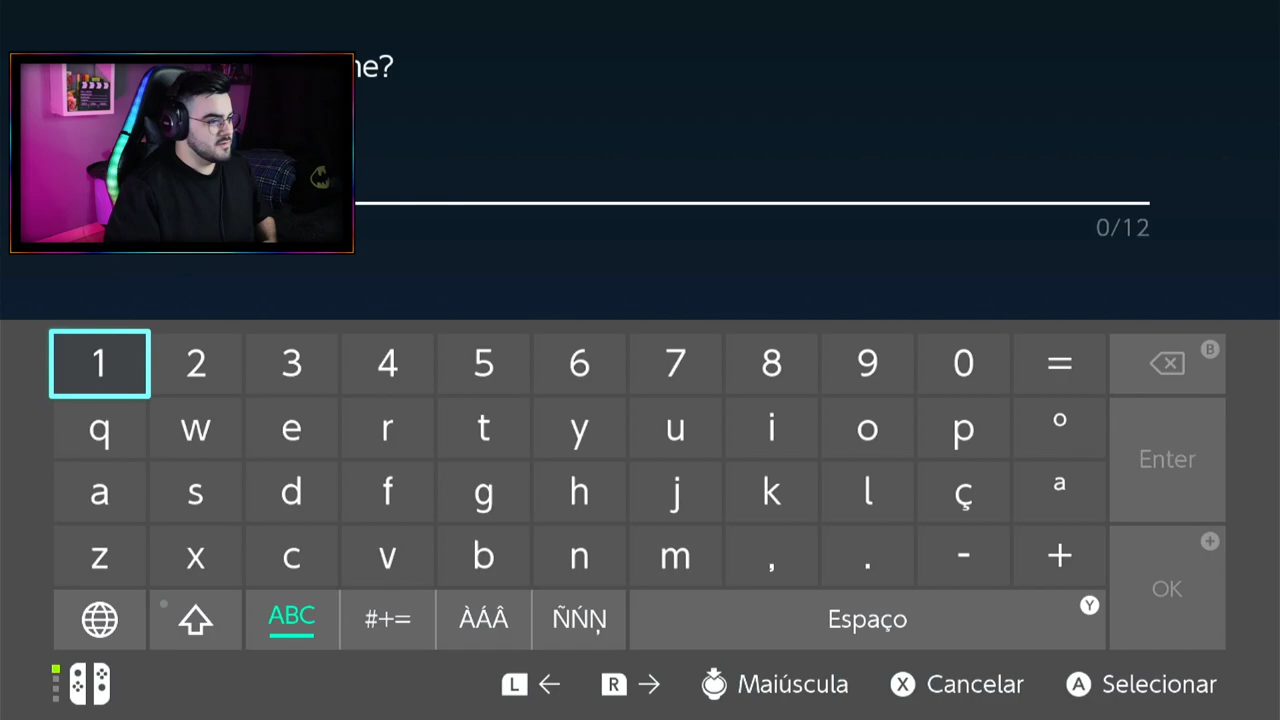 he?
0/12
1 2 3 4 5 6 7 8 9 0 =
B
q w e r t y u i o p º
Enter
a s d f g h j k l ç ª
z x c v b n m , . - +
+
OK
ABC #+= ÀÁÂ ÑŃŅ Espaço Y
L ← R → Maiúscula X Cancelar A Selecionar